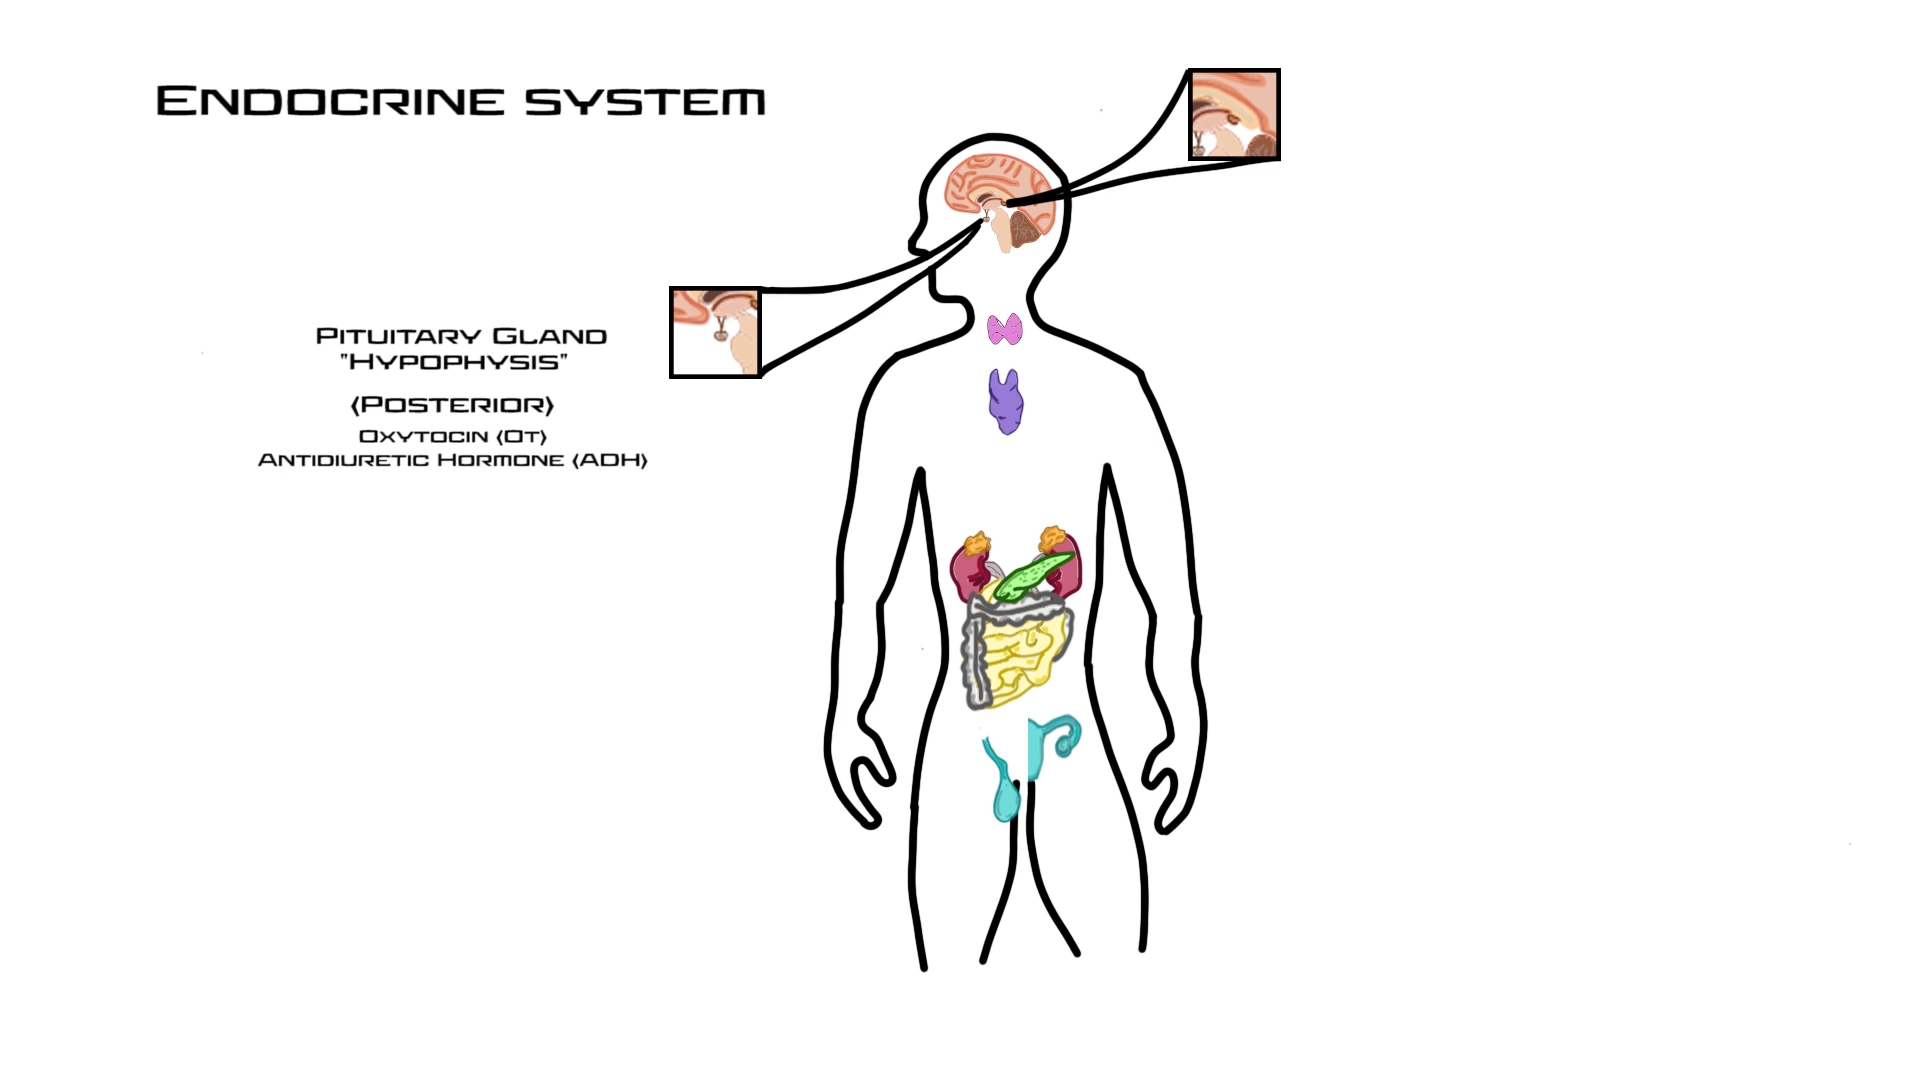 Endocrine system
Pituitary Gland
"Hypophysis"
(Posterior)
Oxytocin (OT)
Antidiuretic Hormone (ADH)